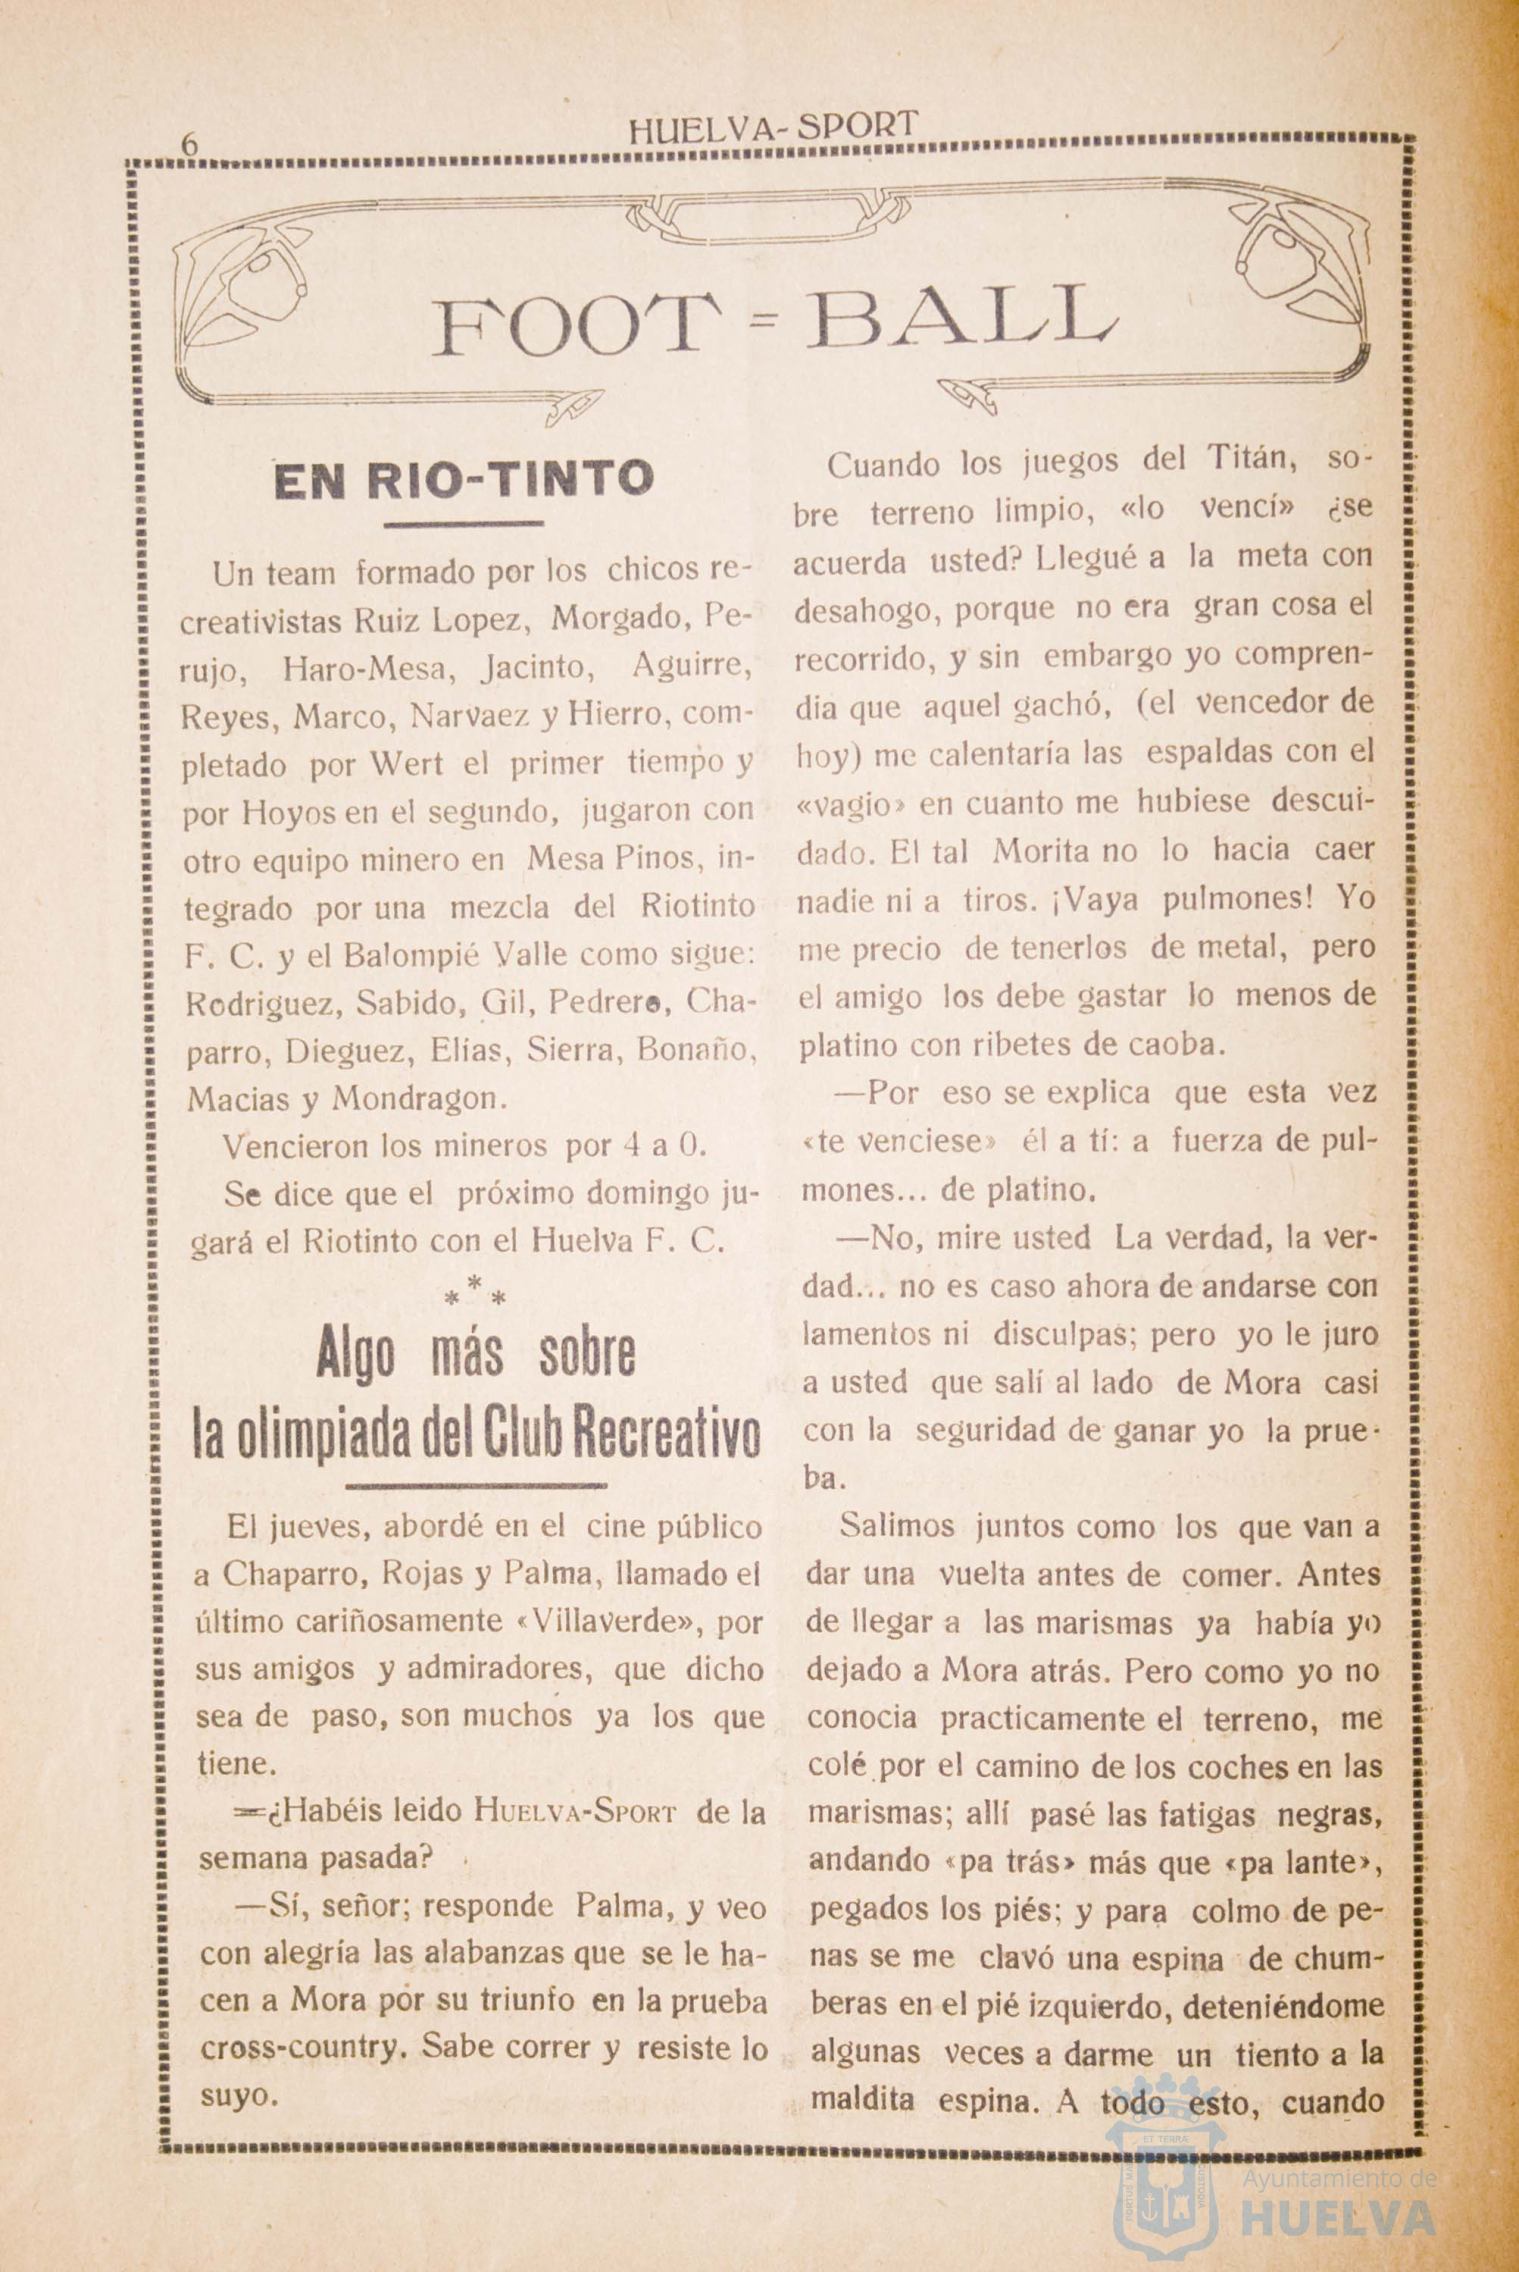 6
HUELVA-SPORT
FOOT=BALL
EN RIO-TINTO
Un team formado por los chicos re-
creativistas Ruiz Lopez, Morgado, Pe-
rujo, Haro-Mesa, Jacinto, Aguirre,
Reyes, Marco, Narvaez y Hierro, com-
pletado por Wert el primer tiempo y
por Hoyos en el segundo, jugaron con
otro equipo minero en Mesa Pinos, in-
tegrado por una mezcla del Riotinto
F. C. y el Balompié Valle como sigue:
Rodriguez, Sabido, Gil, Pedrero, Cha-
parro, Dieguez, Elías, Sierra, Bonaño,
Macias y Mondragon.
Vencieron los mineros por 4 a 0.
Se dice que el próximo domingo ju-
gará el Riotinto con el Huelva F. C.
***
Algo más sobre
la olimpiada del Club Recreativo
El jueves, abordé en el cine público
a Chaparro, Rojas y Palma, llamado el
último cariñosamente «Villaverde», por
sus amigos y admiradores, que dicho
sea de paso, son muchos ya los que
tiene.
=¿Habéis leido HUELVA-SPORT de la
semana pasada?
—Sí, señor; responde Palma, y veo
con alegría las alabanzas que se le ha-
cen a Mora por su triunfo en la prueba
cross-country. Sabe correr y resiste lo
suyo.
Cuando los juegos del Titán, so-
bre terreno limpio, «lo vencí» ¿se
acuerda usted? Llegué a la meta con
desahogo, porque no era gran cosa el
recorrido, y sin embargo yo compren-
dia que aquel gachó, (el vencedor de
hoy) me calentaría las espaldas con el
«vagio» en cuanto me hubiese descui-
dado. El tal Morita no lo hacia caer
nadie ni a tiros. ¡Vaya pulmones! Yo
me precio de tenerlos de metal, pero
el amigo los debe gastar lo menos de
platino con ribetes de caoba.
—Por eso se explica que esta vez
«te venciese» él a tí: a fuerza de pul-
mones... de platino.
—No, mire usted La verdad, la ver-
dad... no es caso ahora de andarse con
lamentos ni disculpas; pero yo le juro
a usted que salí al lado de Mora casi
con la seguridad de ganar yo la prue-
ba.
Salimos juntos como los que van a
dar una vuelta antes de comer. Antes
de llegar a las marismas ya había yo
dejado a Mora atrás. Pero como yo no
conocia practicamente el terreno, me
colé por el camino de los coches en las
marismas; allí pasé las fatigas negras,
andando «pa trás» más que «pa lante»,
pegados los piés; y para colmo de pe-
nas se me clavó una espina de chum-
beras en el pié izquierdo, deteniéndome
algunas veces a darme un tiento a la
maldita espina. A todo esto, cuando
ET TERRÆ
Ayuntamiento de
HUELVA